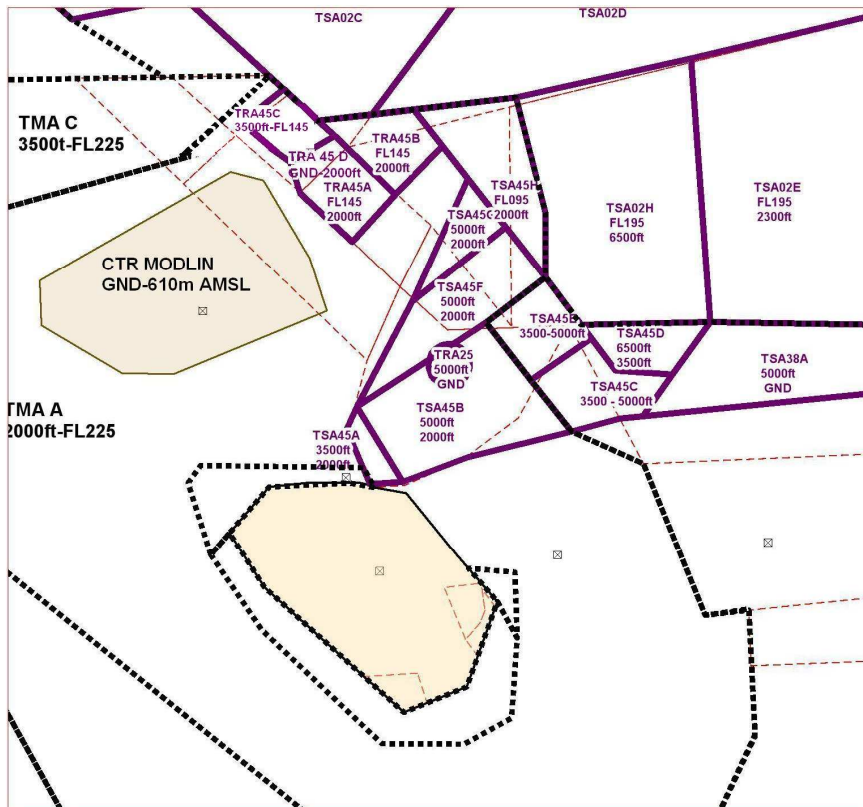 TSA02C
TSA02D
TMA C
3500t-FL225
TRA45C
3500ft-FL145
TRA45B
FL145
2000ft
TRA 45 D
GND-2000ft
TRA45A
FL145
2000ft
TSA45H
FL095
2000ft
TSA45G
5000ft
2000ft
TSA02H
FL195
6500ft
TSA02E
FL195
2300ft
CTR MODLIN
GND-610m AMSL
TSA45F
5000ft
2000ft
TSA45E
3500-5000ft
TSA45D
6500ft
3500ft
TRA25
5000ft
GND
TSA38A
5000ft
GND
TSA45C
3500 - 5000ft
TMA A
2000ft-FL225
TSA45B
5000ft
2000ft
TSA45A
3500ft
2000ft